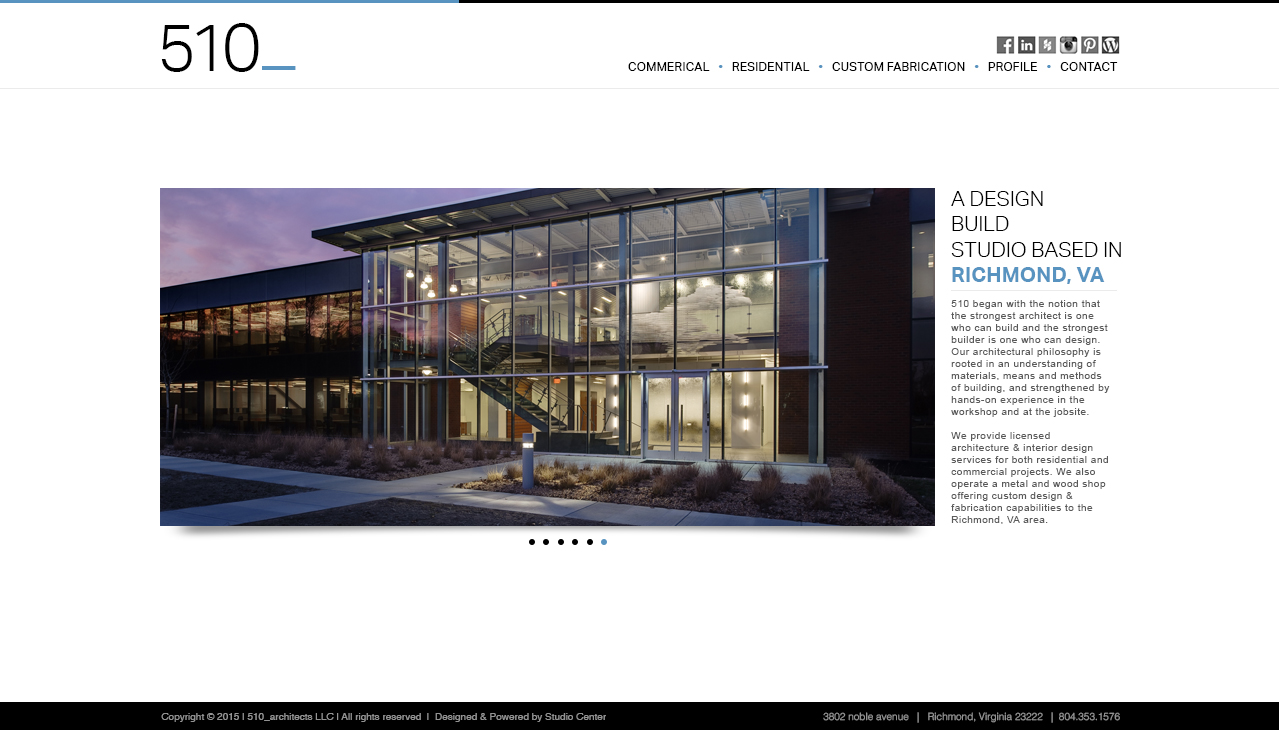 510_
COMMERICAL • RESIDENTIAL • CUSTOM FABRICATION • PROFILE • CONTACT
A DESIGN
BUILD
STUDIO BASED IN
RICHMOND, VA
510 began with the notion that
the strongest architect is one
who can build and the strongest
builder is one who can design.
Our architectural philosophy is
rooted in an understanding of
materials, means and methods
of building, and strengthened by
hands-on experience in the
workshop and at the jobsite.
We provide licensed
architecture & interior design
services for both residential and
commercial projects. We also
operate a metal and wood shop
offering custom design &
fabrication capabilities to the
Richmond, VA area.
Copyright © 2015 | 510_architects LLC | All rights reserved | Designed & Powered by Studio Center
3802 noble avenue | Richmond, Virginia 23222 | 804.353.1576